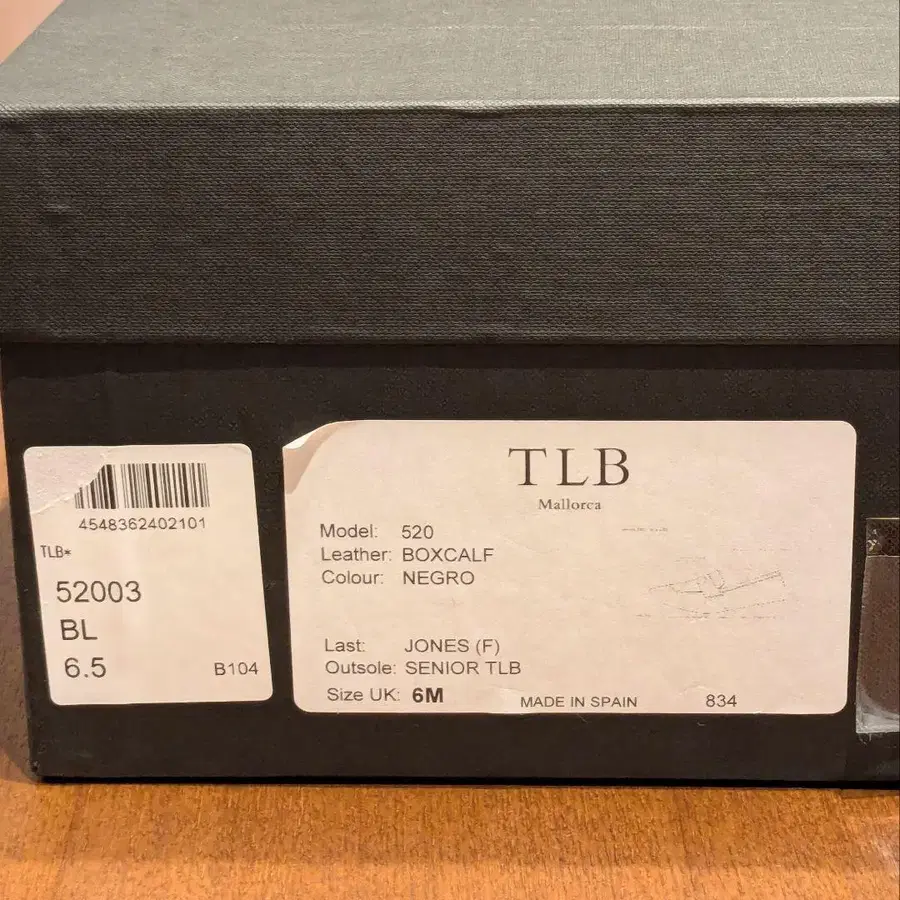 4548362402101
TLB*
52003
BL
6.5 B104
TLB
Mallorca
Model: 520
Leather: BOXCALF
Colour: NEGRO
Last: JONES (F)
Outsole: SENIOR TLB
Size UK: 6M
MADE IN SPAIN 834